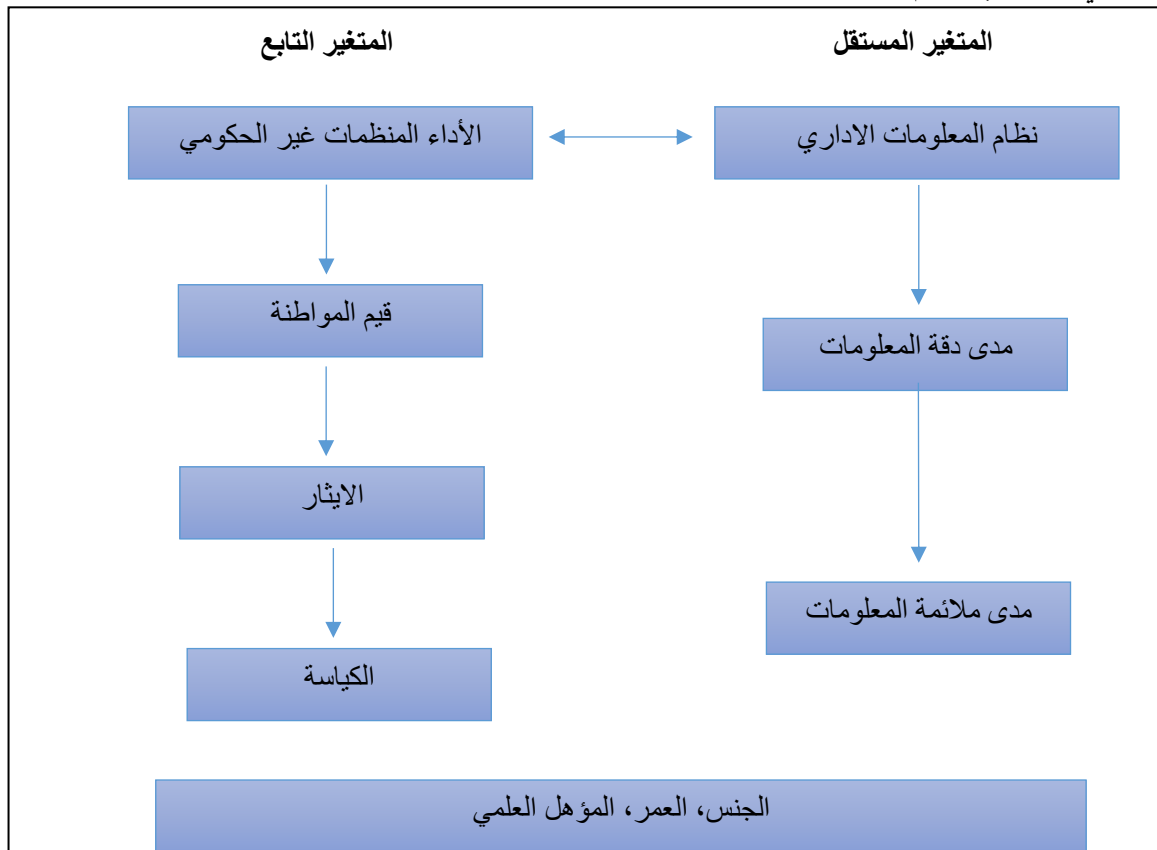 المتغير المستقل
المتغير التابع
نظام المعلومات الاداري
الأداء المنظمات غير الحكومي
قيم المواطنة
مدى دقة المعلومات
الايثار
مدى ملائمة المعلومات
الكياسة
الجنس، العمر، المؤهل العلمي